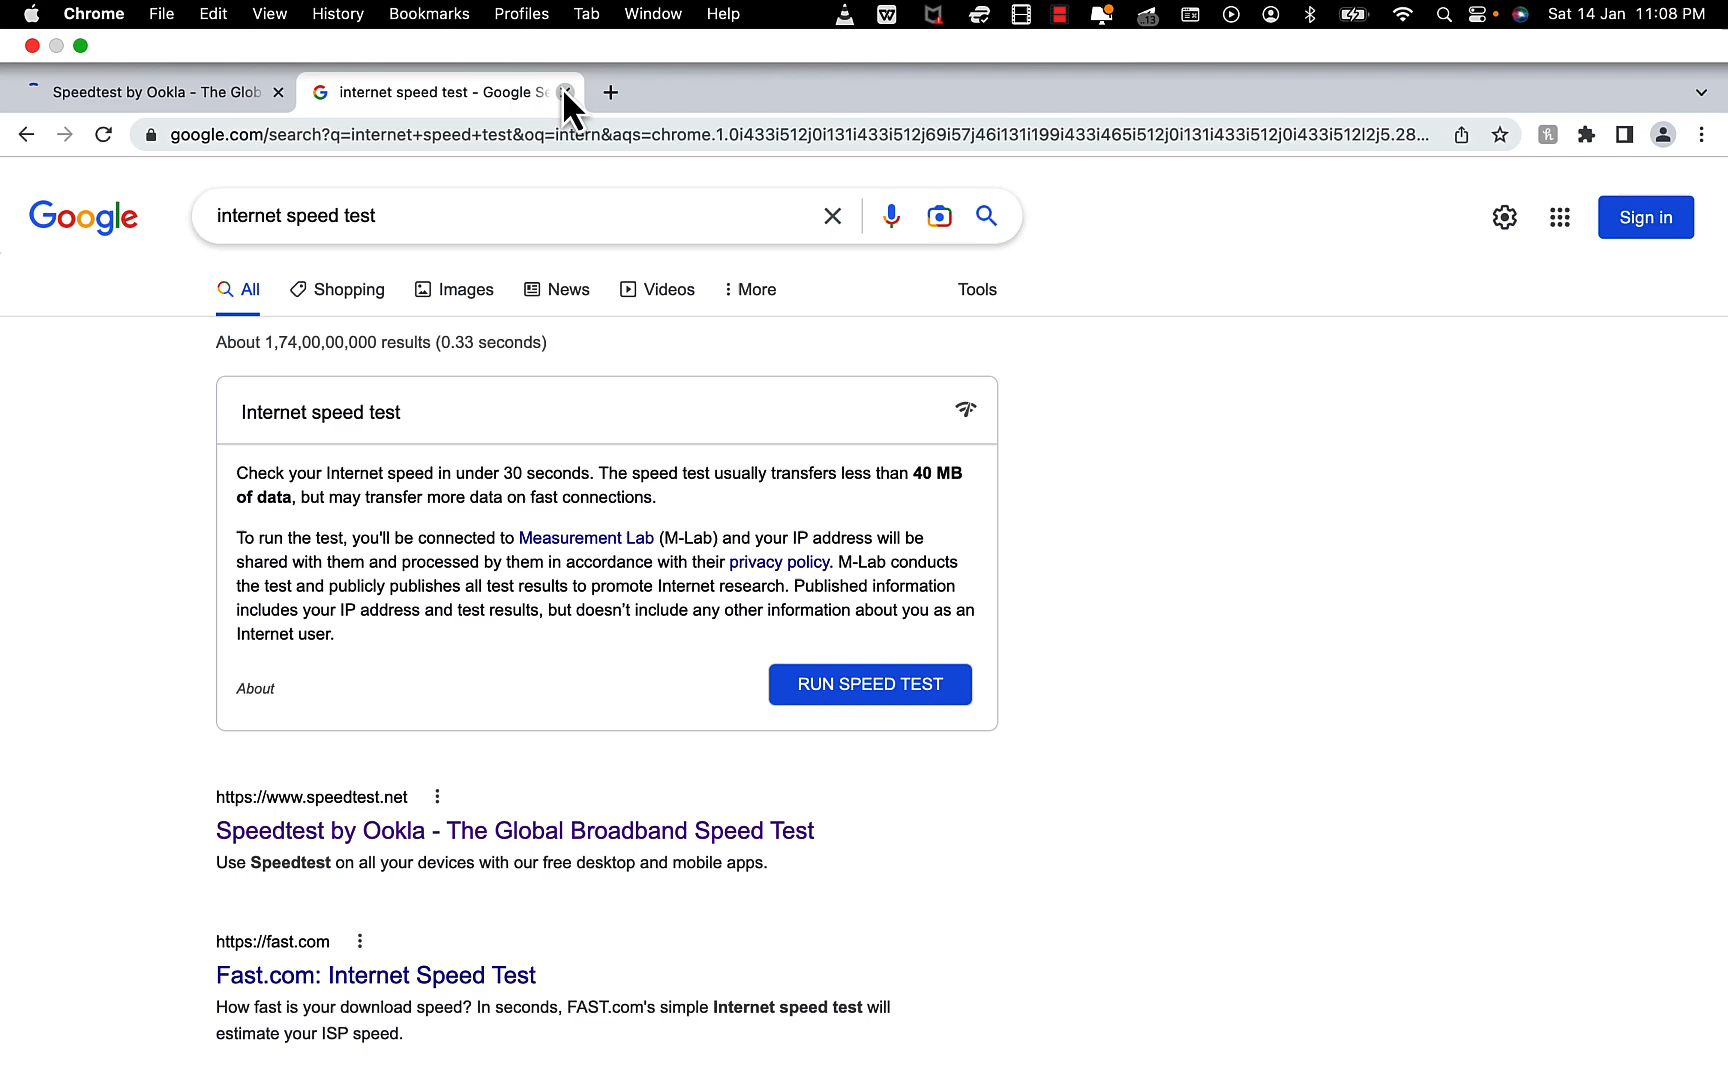 Chrome File Edit View History Bookmarks Profiles Tab Window Help 13 Sat 14 Jan 11:08 PM
Speedtest by Ookla - The Glob internet speed test - Google Se
google.com/search?q=internet+speed+test&oq=intern&aqs=chrome.1.0i433i512j0i131i433i512j69i57j46i131i199i433i465i512j0i131i433i512j0i433i512l2j5.28...
Google internet speed test Sign in
All Shopping Images News Videos More Tools
About 1,74,00,00,000 results (0.33 seconds)
Internet speed test
Check your Internet speed in under 30 seconds. The speed test usually transfers less than 40 MB
of data, but may transfer more data on fast connections.
To run the test, you'll be connected to Measurement Lab (M-Lab) and your IP address will be
shared with them and processed by them in accordance with their privacy policy. M-Lab conducts
the test and publicly publishes all test results to promote Internet research. Published information
includes your IP address and test results, but doesn't include any other information about you as an
Internet user.
About RUN SPEED TEST
https://www.speedtest.net
Speedtest by Ookla - The Global Broadband Speed Test
Use Speedtest on all your devices with our free desktop and mobile apps.
https://fast.com
Fast.com: Internet Speed Test
How fast is your download speed? In seconds, FAST.com's simple Internet speed test will
estimate your ISP speed.